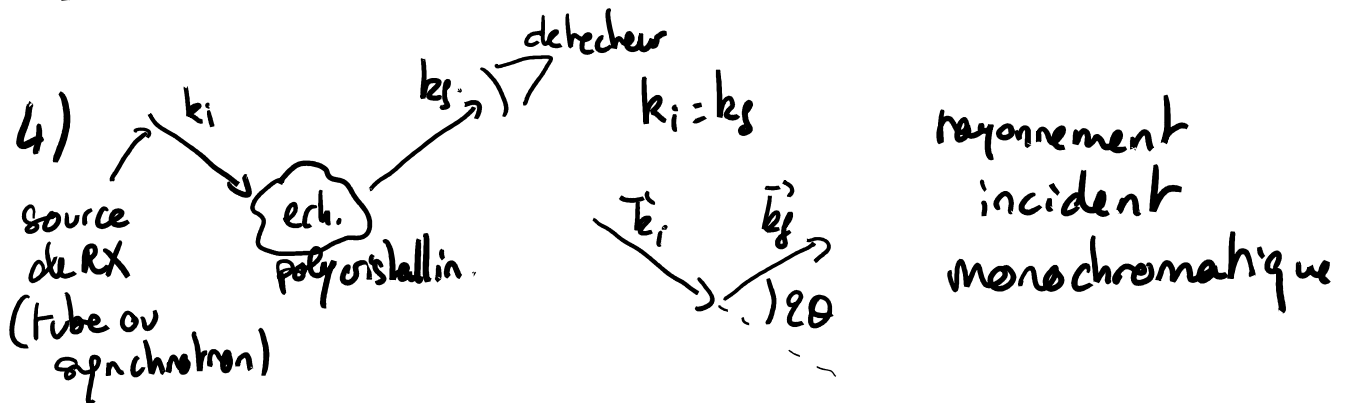 4)
ki
kf
détecteur
source
de RX
(tube ou
synchrotron)
ech.
polycristallin.
ki = kf
ki
kf
2θ
rayonnement
incident
monochromatique